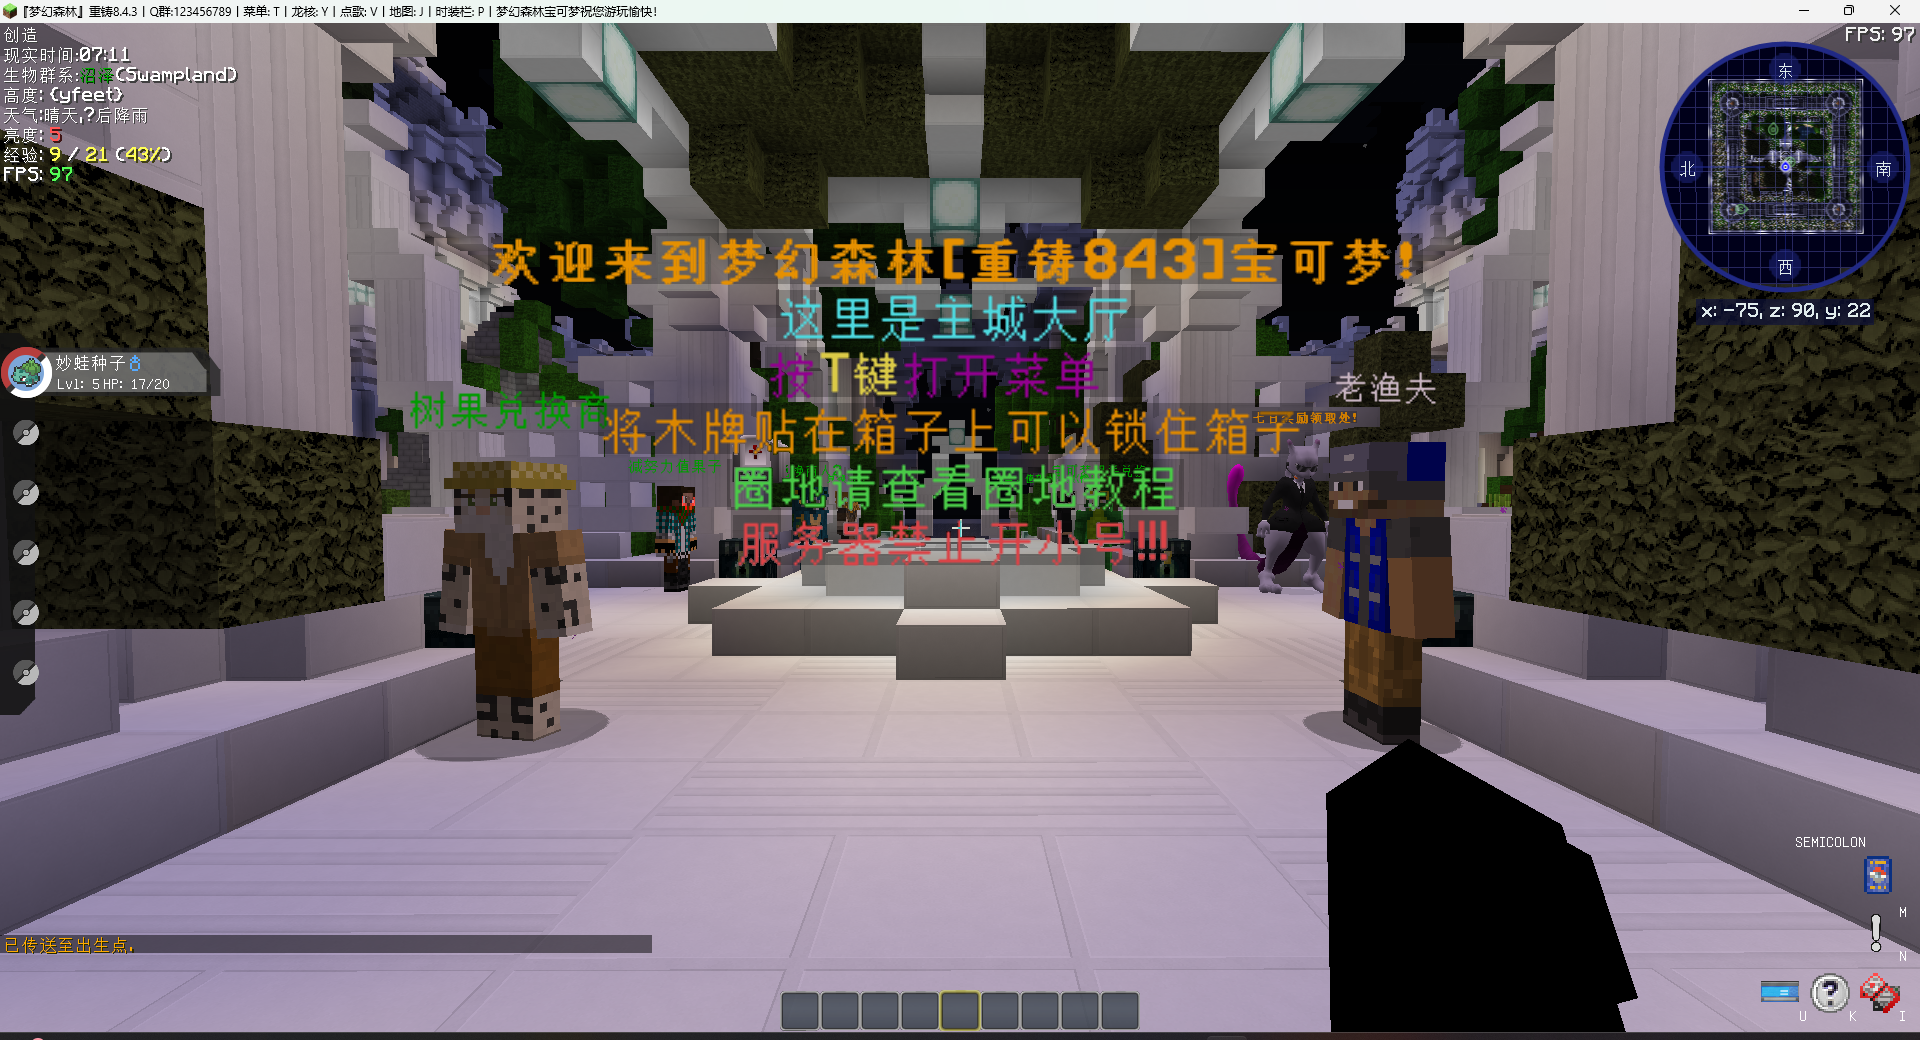 『梦幻森林』重铸8.4.3 | Q群:123456789 | 菜单: T | 龙核: Y | 点歌: V | 地图: J | 时装栏: P | 梦幻森林宝可梦祝您游玩愉快!
创造
现实时间:07:11
生物群系:沼泽(Swampland)
高度: {yfeet}
天气:晴天,?后降雨
亮度: 5
经验: 9 / 21 (43%)
FPS: 97
FPS: 97
东
北
南
西
x: -75, z: 90, y: 22
欢迎来到梦幻森林[重铸843]宝可梦!
这里是主城大厅
按T键打开菜单
将木牌贴在箱子上可以锁住箱子
圈地请查看圈地教程
服务器禁止开小号!!!
妙蛙种子
Lvl: 5 HP: 17/20
树果兑换商
老渔夫
七日奖励领取处!
SEMICOLON
M
N
U
K
I
已传送至出生点.